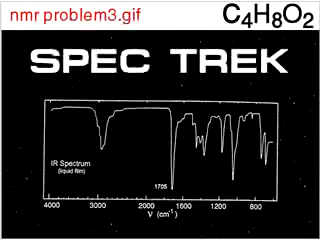 nmr problem3.gif
C4H8O2
SPEC TREK
IR Spectrum
(liquid film)
1705
4000 3000 2000 1600 1200 800
V (cm-1)